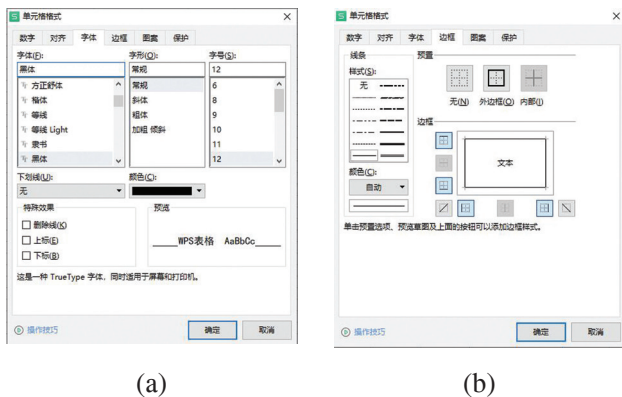 单元格格式
数字 对齐 字体 边框 图案 保护
字体(F): 字形(O): 字号(S):
黑体 常规 12
方正舒体 常规 6
楷体 斜体 8
等线 粗体 9
等线 Light 加粗 倾斜 10
隶书 11
黑体 12
下划线(U): 颜色(C):
无
特殊效果 预览
删除线(K)
上标(E)
下标(B)
WPS表格 AaBbCc
这是一种 TrueType 字体，同时适用于屏幕和打印机。
操作技巧 确定 取消
(a)
单元格格式
数字 对齐 字体 边框 图案 保护
线条 预置
样式(S):
无
无(N) 外边框(O) 内部(I)
边框
文本
颜色(C):
自动
单击预置选项、预览草图及上面的按钮可以添加边框样式。
操作技巧 确定 取消
(b)